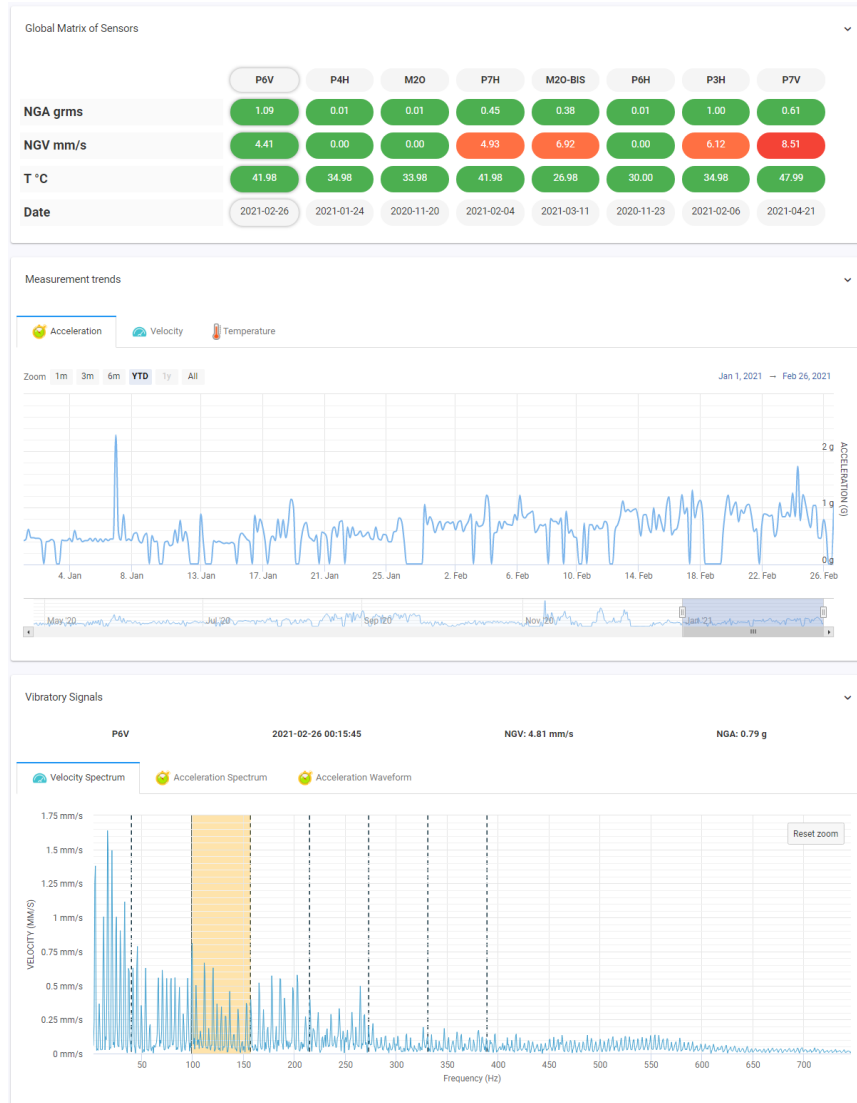 Global Matrix of Sensors
P6V P4H M2O P7H M2O-BIS P6H P3H P7V
NGA grms 1.09 0.01 0.01 0.45 0.38 0.01 1.00 0.61
NGV mm/s 4.41 0.00 0.00 4.93 6.92 0.00 6.12 8.51
T °C 41.98 34.98 33.98 41.98 26.98 30.00 34.98 47.99
Date 2021-02-26 2021-01-24 2020-11-20 2021-02-04 2021-03-11 2020-11-23 2021-02-06 2021-04-21
Measurement trends
Acceleration Velocity Temperature
Zoom 1m 3m 6m YTD 1y All Jan 1, 2021 → Feb 26, 2021
2 g
1 g
0 g
ACCELERATION (G)
4. Jan 8. Jan 13. Jan 17. Jan 21. Jan 25. Jan 2. Feb 6. Feb 10. Feb 14. Feb 18. Feb 22. Feb 26. Feb
May '20 Jul '20 Sep '20 Nov '20 Jan '21
Vibratory Signals
P6V 2021-02-26 00:15:45 NGV: 4.81 mm/s NGA: 0.79 g
Velocity Spectrum Acceleration Spectrum Acceleration Waveform
Reset zoom
VELOCITY (MM/S)
1.75 mm/s
1.5 mm/s
1.25 mm/s
1 mm/s
0.75 mm/s
0.5 mm/s
0.25 mm/s
0 mm/s
50 100 150 200 250 300 350 400 450 500 550 600 650 700
Frequency (Hz)